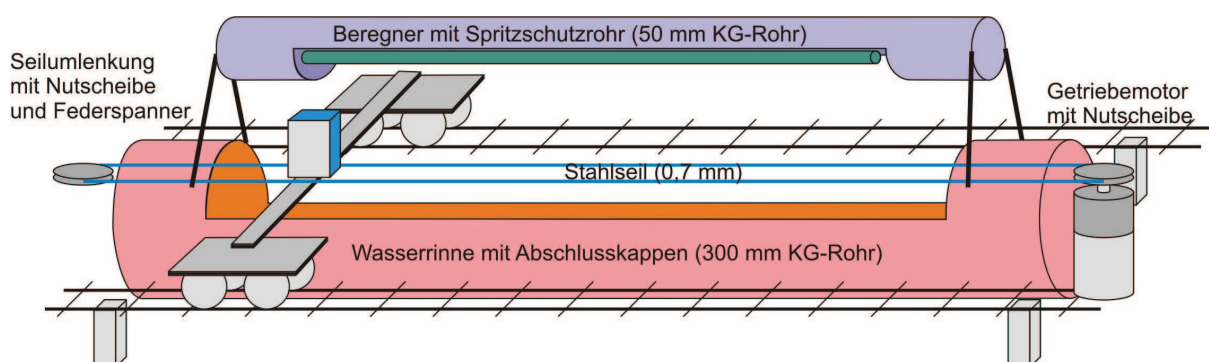 Beregner mit Spritzschutzrohr (50 mm KG-Rohr)
Seilumlenkung
mit Nutscheibe
und Federspanner
Getriebemotor
mit Nutscheibe
Stahlseil (0,7 mm)
Wasserrinne mit Abschlusskappen (300 mm KG-Rohr)